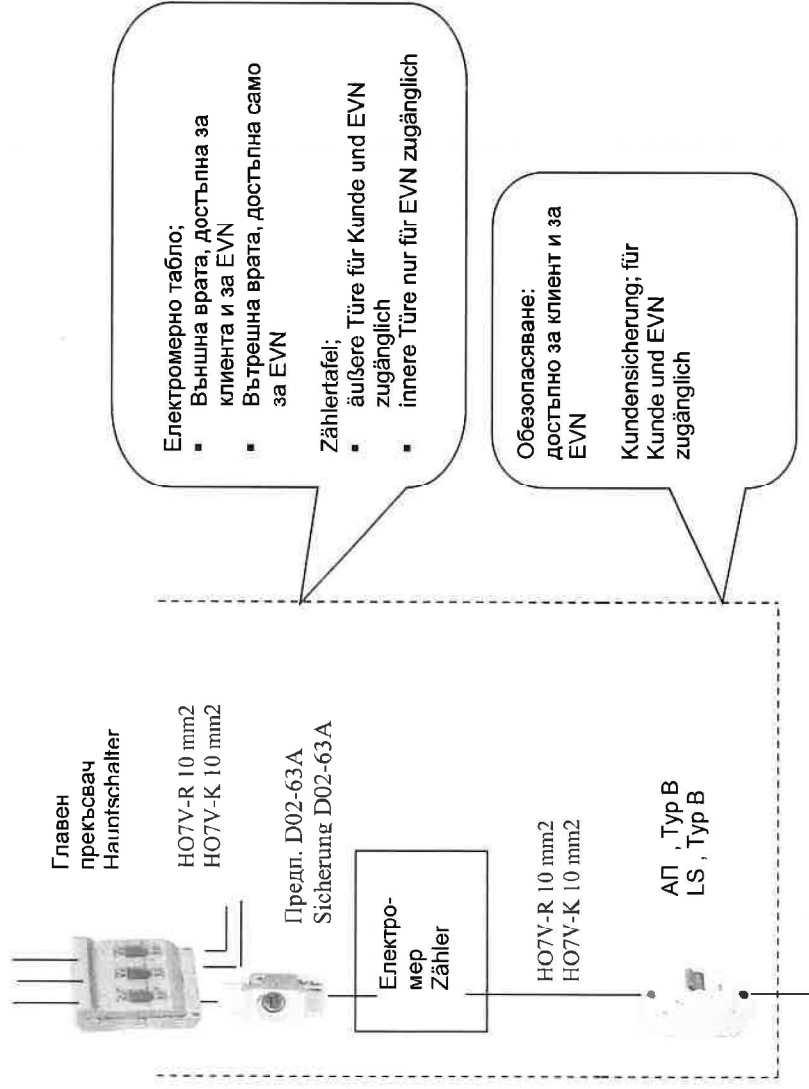 Главен
прекъсвач
Hauptschalter
HO7V-R 10 mm2
HO7V-K 10 mm2
Предп. D02-63A
Sicherung D02-63A
Електро-
мер
Zähler
HO7V-R 10 mm2
HO7V-K 10 mm2
АП , Typ B
LS , Typ B
Електромерно табло;
▪ Външна врата, достъпна за
клиента и за EVN
▪ Вътрешна врата, достъпна само
за EVN
Zählertafel;
▪ äußere Türe für Kunde und EVN
zugänglich
▪ innere Türe nur für EVN zugänglich
Обезопасяване:
достъпно за клиент и за
EVN
Kundensicherung; für
Kunde und EVN
zugänglich